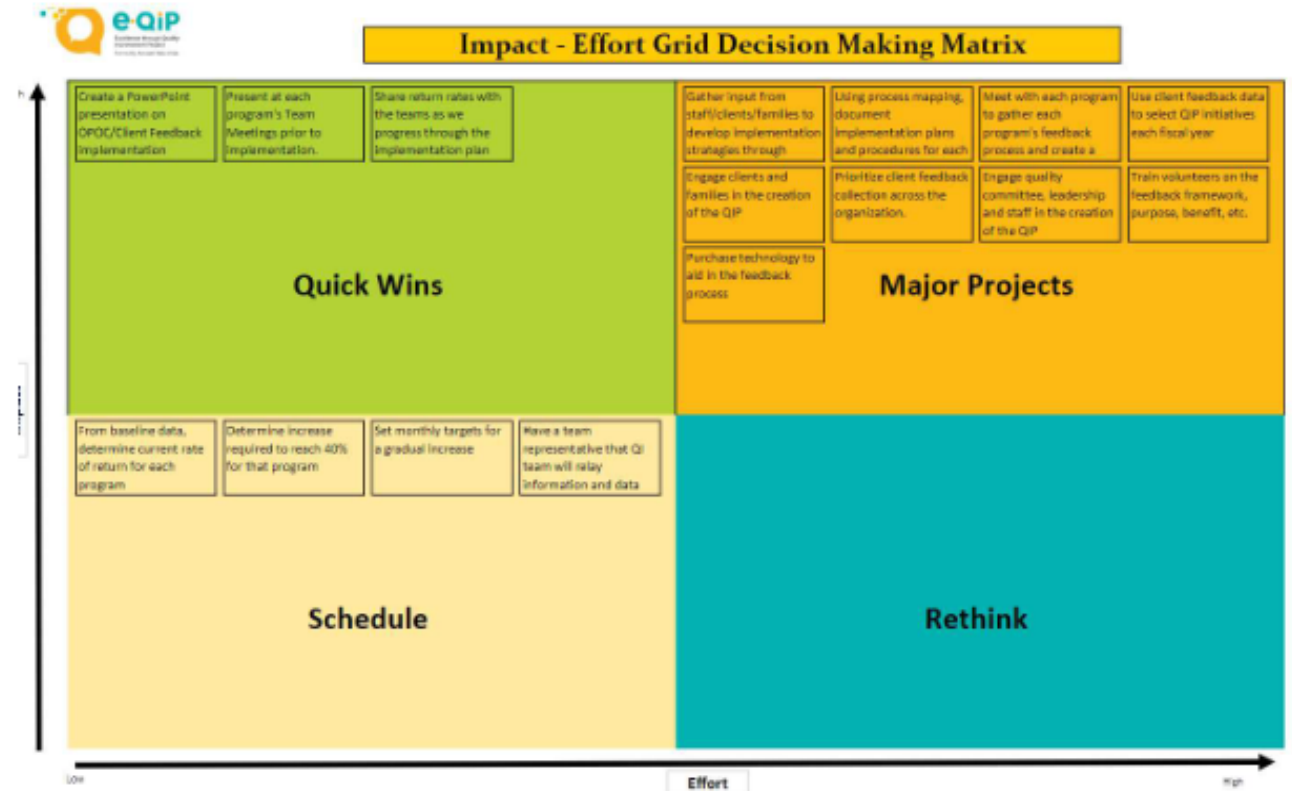 e-QiP
Excellence through Quality
Improvement Project
Impact - Effort Grid Decision Making Matrix
h
Create a PowerPoint
presentation on
OPOC/Client Feedback
implementation
Present at each
program's Team
Meetings prior to
implementation.
Share return rates with
the teams as we
progress through the
implementation plan
Gather input from
staff/clients/families to
develop implementation
strategies through
Using process mapping,
document
implementation plans
and procedures for each
Meet with each program
to gather each
program's feedback
process and create a
Use client feedback data
to select QIP initiatives
each fiscal year
Engage clients and
families in the creation
of the QIP
Prioritize client feedback
collection across the
organization.
Engage quality
committee, leadership
and staff in the creation
of the QIP
Train volunteers on the
feedback framework,
purpose, benefit, etc.
Purchase technology to
aid in the feedback
process
Quick Wins
Major Projects
From baseline data,
determine current rate
of return for each
program
Determine increase
required to reach 40%
for that program
Set monthly targets for
a gradual increase
Have a team
representative that QI
team will relay
information and data
Schedule
Rethink
Low
Effort
High